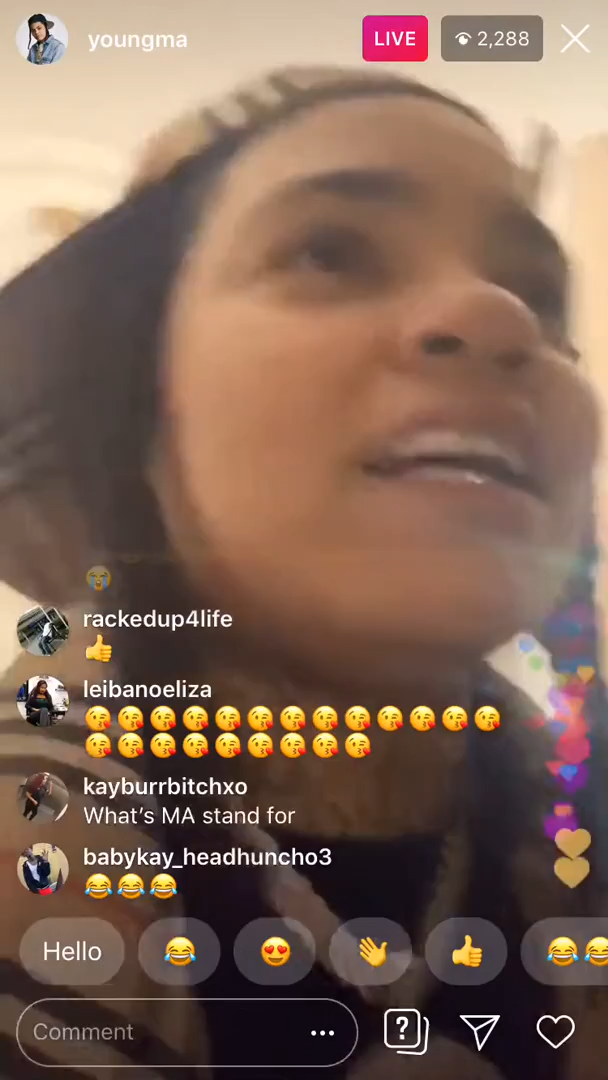 youngma
LIVE
2,288
😭
rackedup4life
👍
leibanoeliza
😘😘😘😘😘😘😘😘😘😘😘😘😘
😘😘😘😘😘😘😘😘😘
kayburrbitchxo
What’s MA stand for
babykay_headhuncho3
😂😂😂
Hello 😂 😍 👋 👍 😂😂
Comment ...